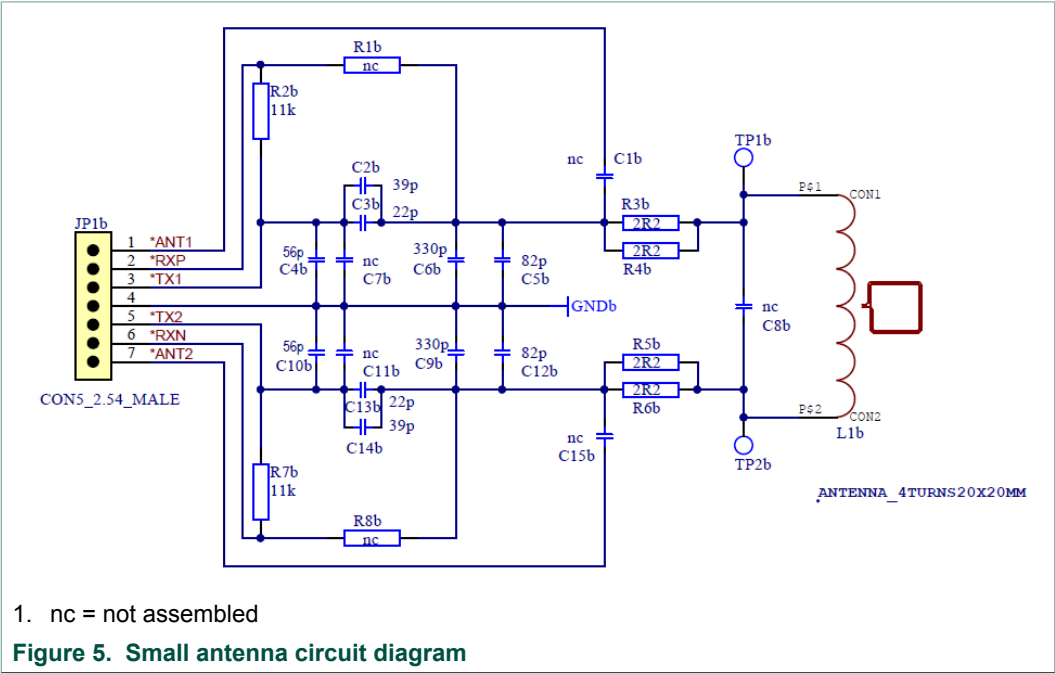 R1b
nc
R2b
11k
nc
C1b
TP1b
C2b
39p
C3b
22p
P$1
CON1
R3b
2R2
2R2
R4b
JP1b
1 *ANT1
2 *RXP
3 *TX1
4
5 *TX2
6 *RXN
7 *ANT2
CON5_2.54_MALE
56p
C4b
nc
C7b
330p
C6b
82p
C5b
GNDb
nc
C8b
56p
C10b
nc
C11b
330p
C9b
82p
C12b
R5b
2R2
2R2
R6b
C13b
22p
39p
C14b
nc
C15b
P$2
CON2
L1b
TP2b
R7b
11k
ANTENNA_4TURNS20X20MM
R8b
nc
1. nc = not assembled
Figure 5. Small antenna circuit diagram